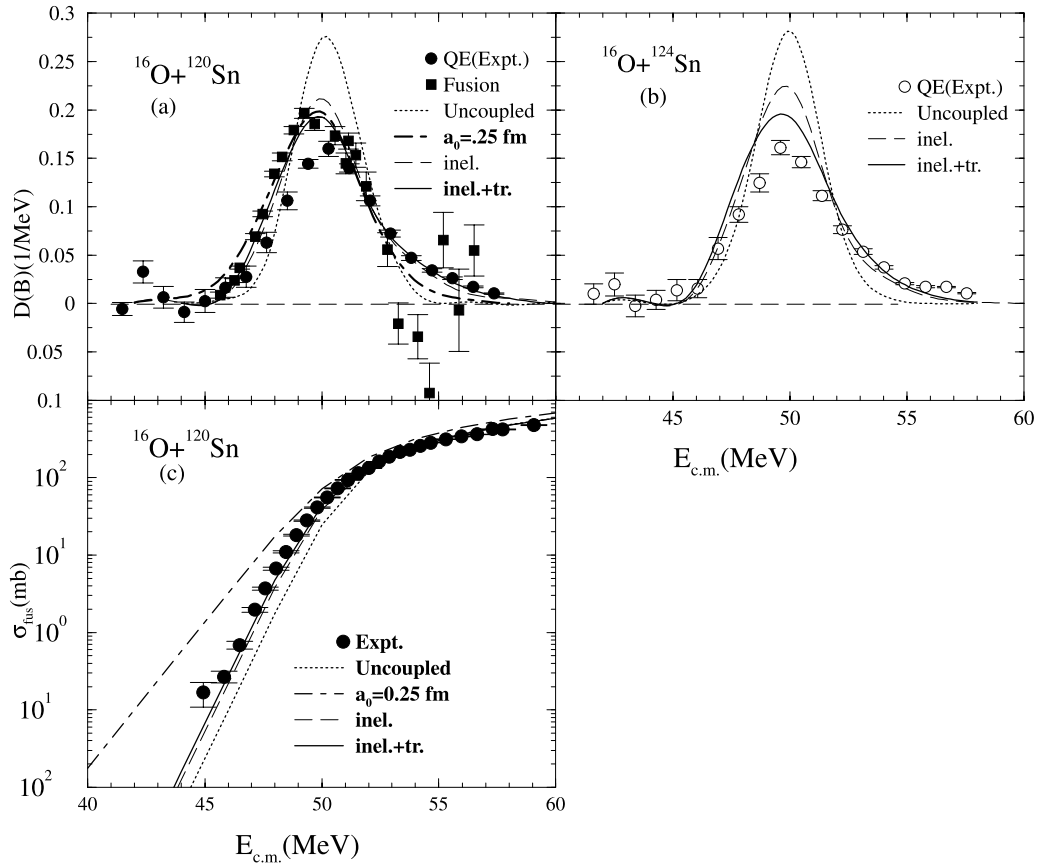 0.3
0.25
0.2
0.15
0.1
0.05
0
0.05
0.1
D(B)(1/MeV)
¹⁶O+¹²⁰Sn
(a)
QE(Expt.)
Fusion
Uncoupled
a₀=.25 fm
inel.
inel.+tr.
¹⁶O+¹²⁴Sn
(b)
QE(Expt.)
Uncoupled
inel.
inel.+tr.
45 50 55 60
E_c.m.(MeV)
¹⁶O+¹²⁰Sn
(c)
10²
10¹
10⁰
10¹
10²
σ_fus(mb)
Expt.
Uncoupled
a₀=0.25 fm
inel.
inel.+tr.
40 45 50 55 60
E_c.m.(MeV)